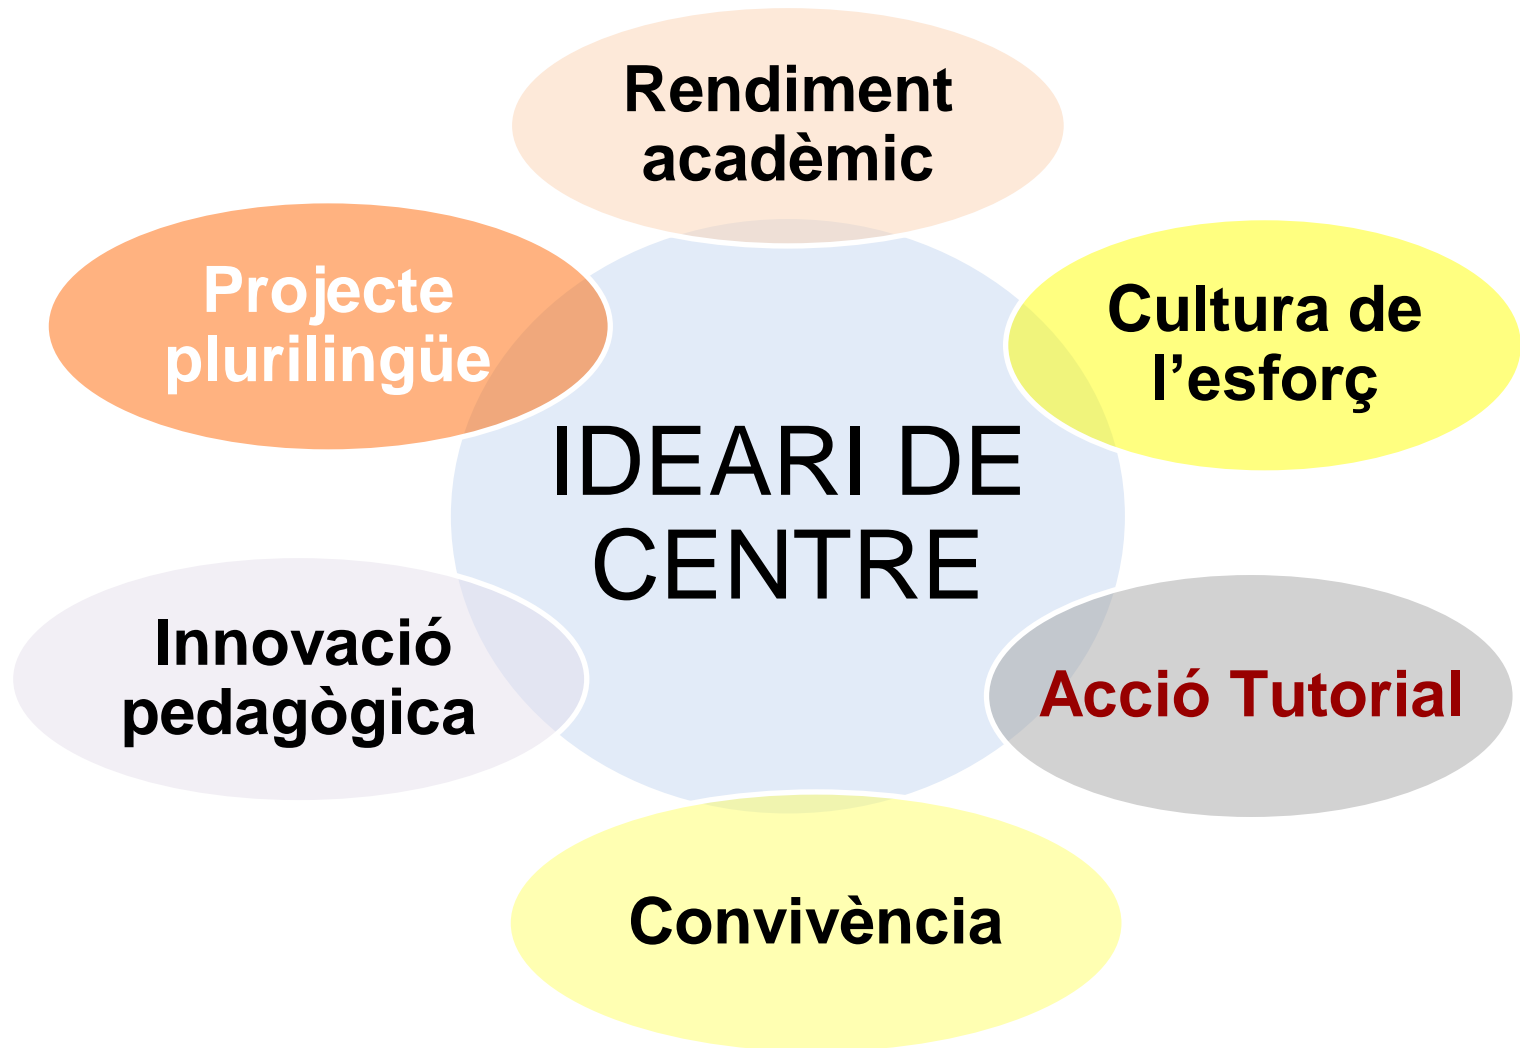 Rendiment
acadèmic
Projecte
plurilingüe
Cultura de
l’esforç
IDEARI DE
CENTRE
Innovació
pedagògica
Acció Tutorial
Convivència